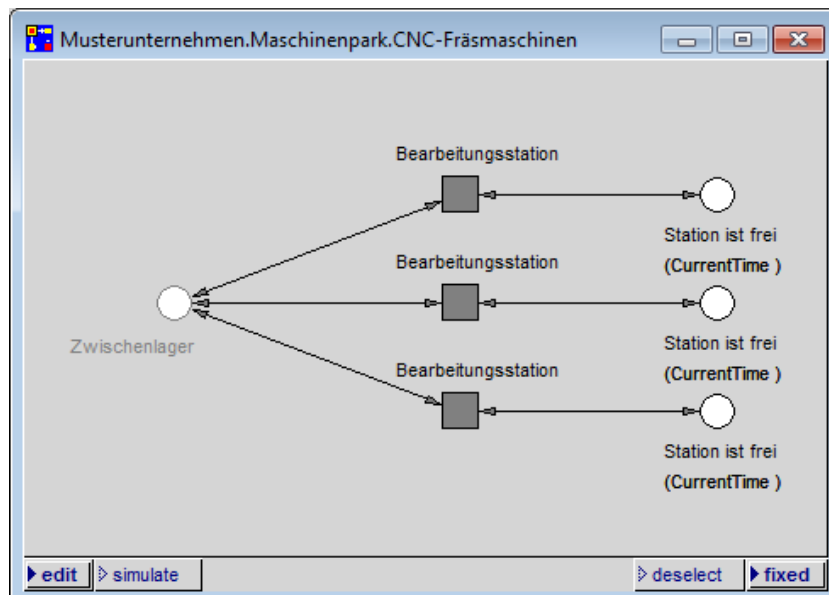 Musterunternehmen.Maschinenpark.CNC-Fräsmaschinen
Bearbeitungsstation
Station ist frei
(CurrentTime )
Bearbeitungsstation
Zwischenlager
Station ist frei
(CurrentTime )
Bearbeitungsstation
Station ist frei
(CurrentTime )
edit simulate deselect fixed